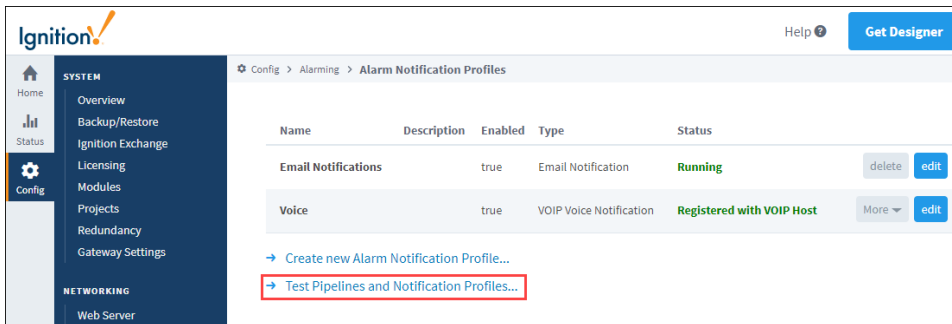 Ignition!
Help ?
Get Designer
Home
Status
Config
SYSTEM
Overview
Backup/Restore
Ignition Exchange
Licensing
Modules
Projects
Redundancy
Gateway Settings
NETWORKING
Web Server
Config > Alarming > Alarm Notification Profiles
Name Description Enabled Type Status
Email Notifications true Email Notification Running delete edit
Voice true VOIP Voice Notification Registered with VOIP Host More edit
→ Create new Alarm Notification Profile...
→ Test Pipelines and Notification Profiles...